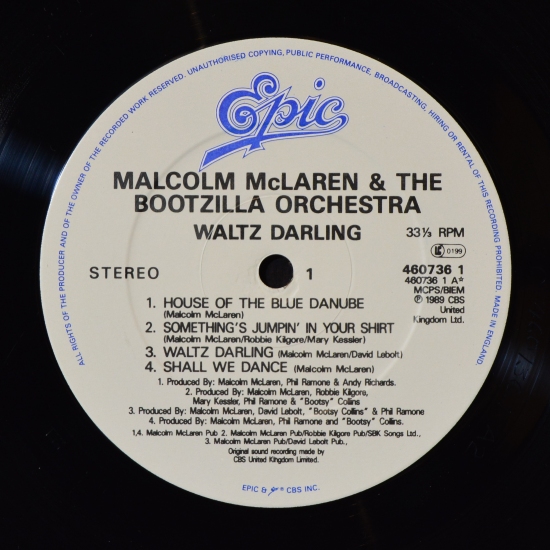 ALL RIGHTS OF THE PRODUCER AND OF THE OWNER OF THE RECORDED WORK RESERVED. UNAUTHORISED COPYING, PUBLIC PERFORMANCE, BROADCASTING, HIRING OR RENTAL OF THIS RECORDING PROHIBITED. MADE IN ENGLAND.
Epic
MALCOLM McLAREN & THE
BOOTZILLA ORCHESTRA
WALTZ DARLING
33⅓ RPM
LC 0199
STEREO
1
460736 1
460736 1 A°
MCPS/BIEM
℗ 1989 CBS
United
Kingdom Ltd.
1. HOUSE OF THE BLUE DANUBE
(Malcolm McLaren)
2. SOMETHING'S JUMPIN' IN YOUR SHIRT
(Malcolm McLaren/Robbie Kilgore/Mary Kessler)
3. WALTZ DARLING (Malcolm McLaren/David Lebolt)
4. SHALL WE DANCE (Malcolm McLaren)
1. Produced By: Malcolm McLaren, Phil Ramone & Andy Richards.
2. Produced By: Malcolm McLaren, Robbie Kilgore,
Mary Kessler, Phil Ramone & "Bootsy" Collins
3. Produced By: Malcolm McLaren, David Lebolt, "Bootsy Collins" & Phil Ramone
4. Produced By: Malcolm McLaren, Phil Ramone and "Bootsy" Collins.
1,4. Malcolm McLaren Pub 2. Malcolm McLaren Pub/Robbie Kilgore Pub/SBK Songs Ltd.,
3. Malcolm McLaren Pub/David Labolt Pub.,
Original sound recording made by
CBS United Kingdom Limited.
EPIC & ® CBS INC.